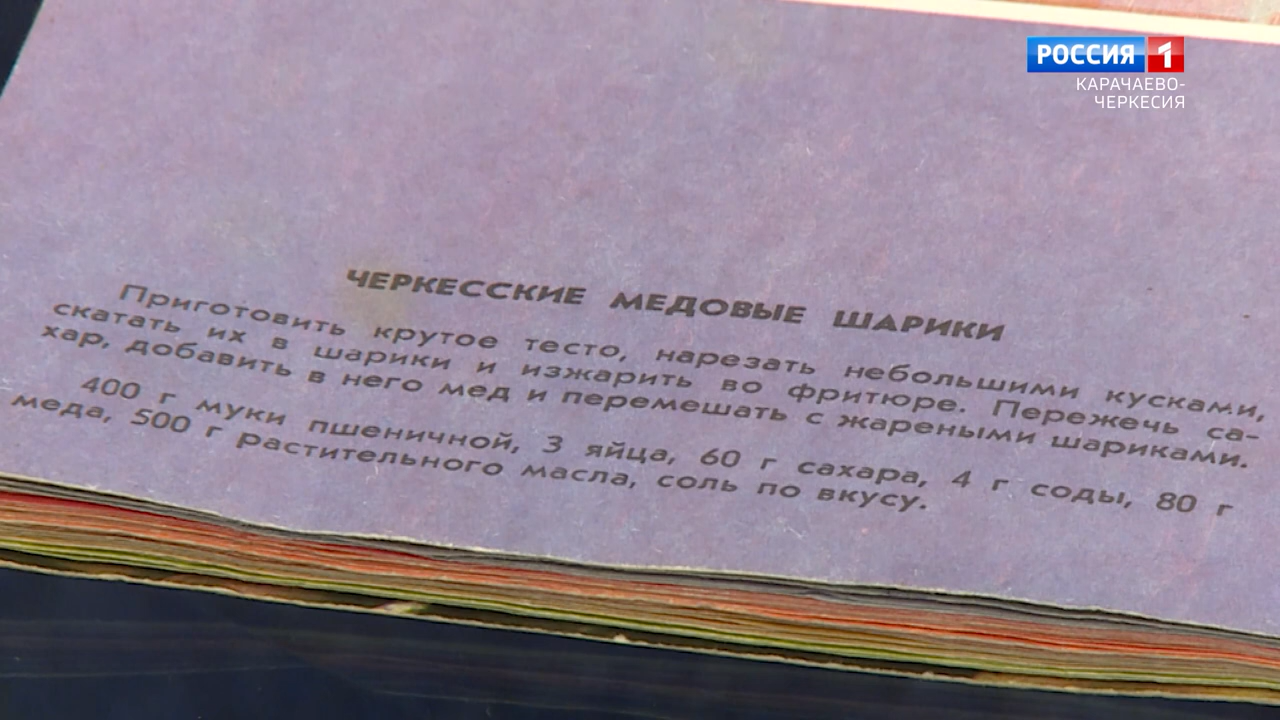 РОССИЯ 1
КАРАЧАЕВО-
ЧЕРКЕСИЯ
ЧЕРКЕССКИЕ МЕДОВЫЕ ШАРИКИ
Приготовить крутое тесто, нарезать небольшими кусками,
скатать их в шарики и изжарить во фритюре. Пережечь са-
хар, добавить в него мед и перемешать с жареными шариками.
400 г муки пшеничной, 3 яйца, 60 г сахара, 4 г соды, 80 г
меда, 500 г растительного масла, соль по вкусу.